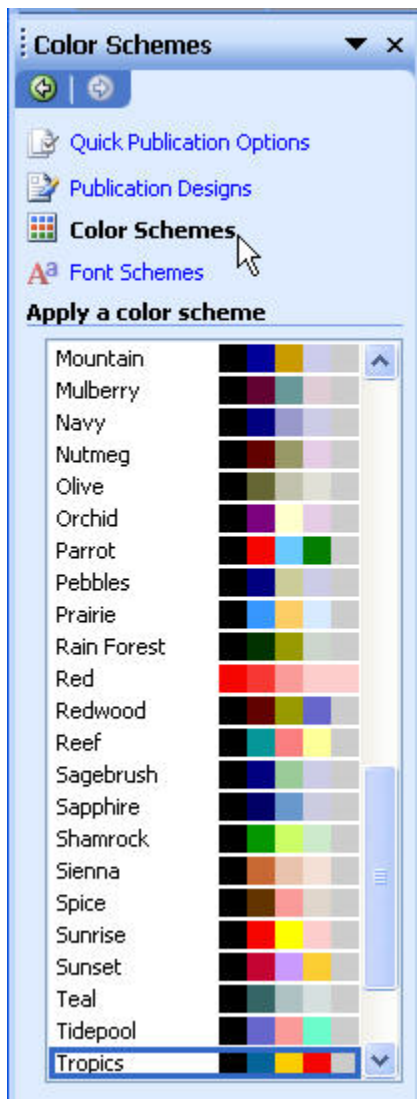 Color Schemes
Quick Publication Options
Publication Designs
Color Schemes
Aa Font Schemes
Apply a color scheme
Mountain
Mulberry
Navy
Nutmeg
Olive
Orchid
Parrot
Pebbles
Prairie
Rain Forest
Red
Redwood
Reef
Sagebrush
Sapphire
Shamrock
Sienna
Spice
Sunrise
Sunset
Teal
Tidepool
Tropics